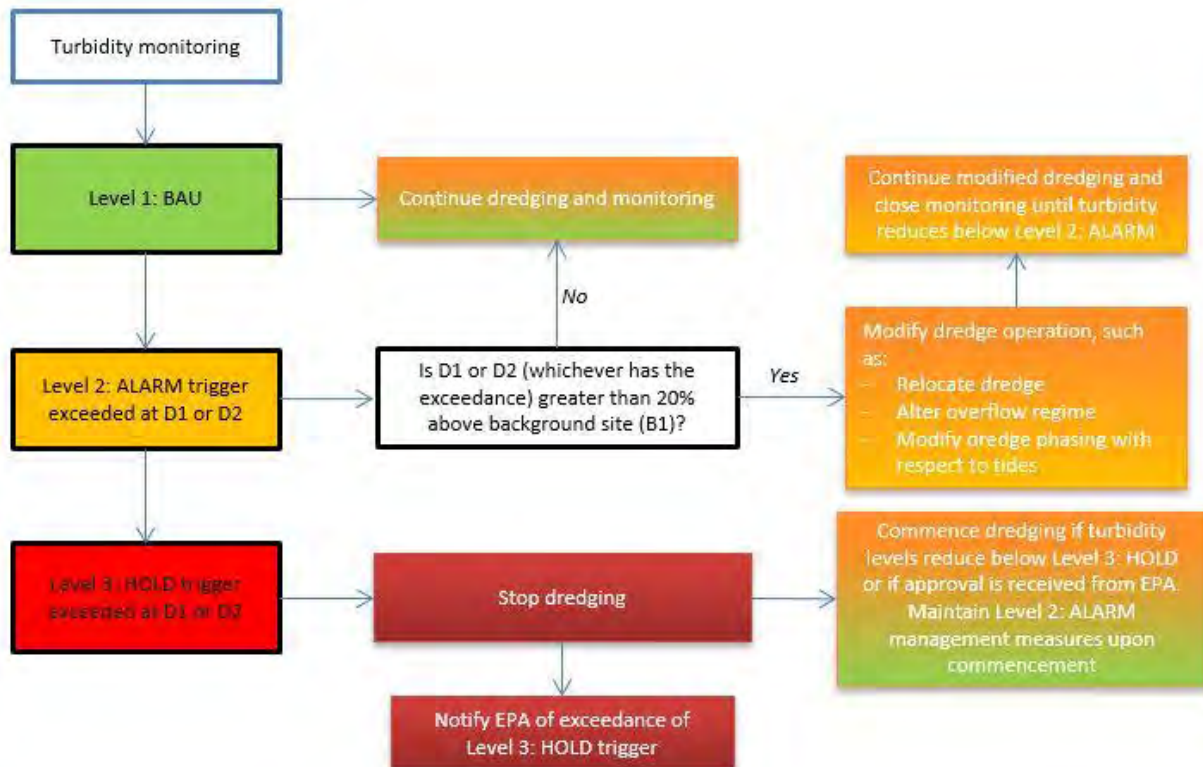 Turbidity monitoring
Level 1: BAU
Continue dredging and monitoring
Continue modified dredging and
close monitoring until turbidity
reduces below Level 2: ALARM
No
Level 2: ALARM trigger
exceeded at D1 or D2
Is D1 or D2 (whichever has the
exceedance) greater than 20%
above background site (B1)?
Yes
Modify dredge operation, such
as:
- Relocate dredge
- Alter overflow regime
- Modify dredge phasing with
respect to tides
Level 3: HOLD trigger
exceeded at D1 or D2
Stop dredging
Commence dredging if turbidity
levels reduce below Level 3: HOLD
or if approval is received from EPA.
Maintain Level 2: ALARM
management measures upon
commencement
Notify EPA of exceedance of
Level 3: HOLD trigger